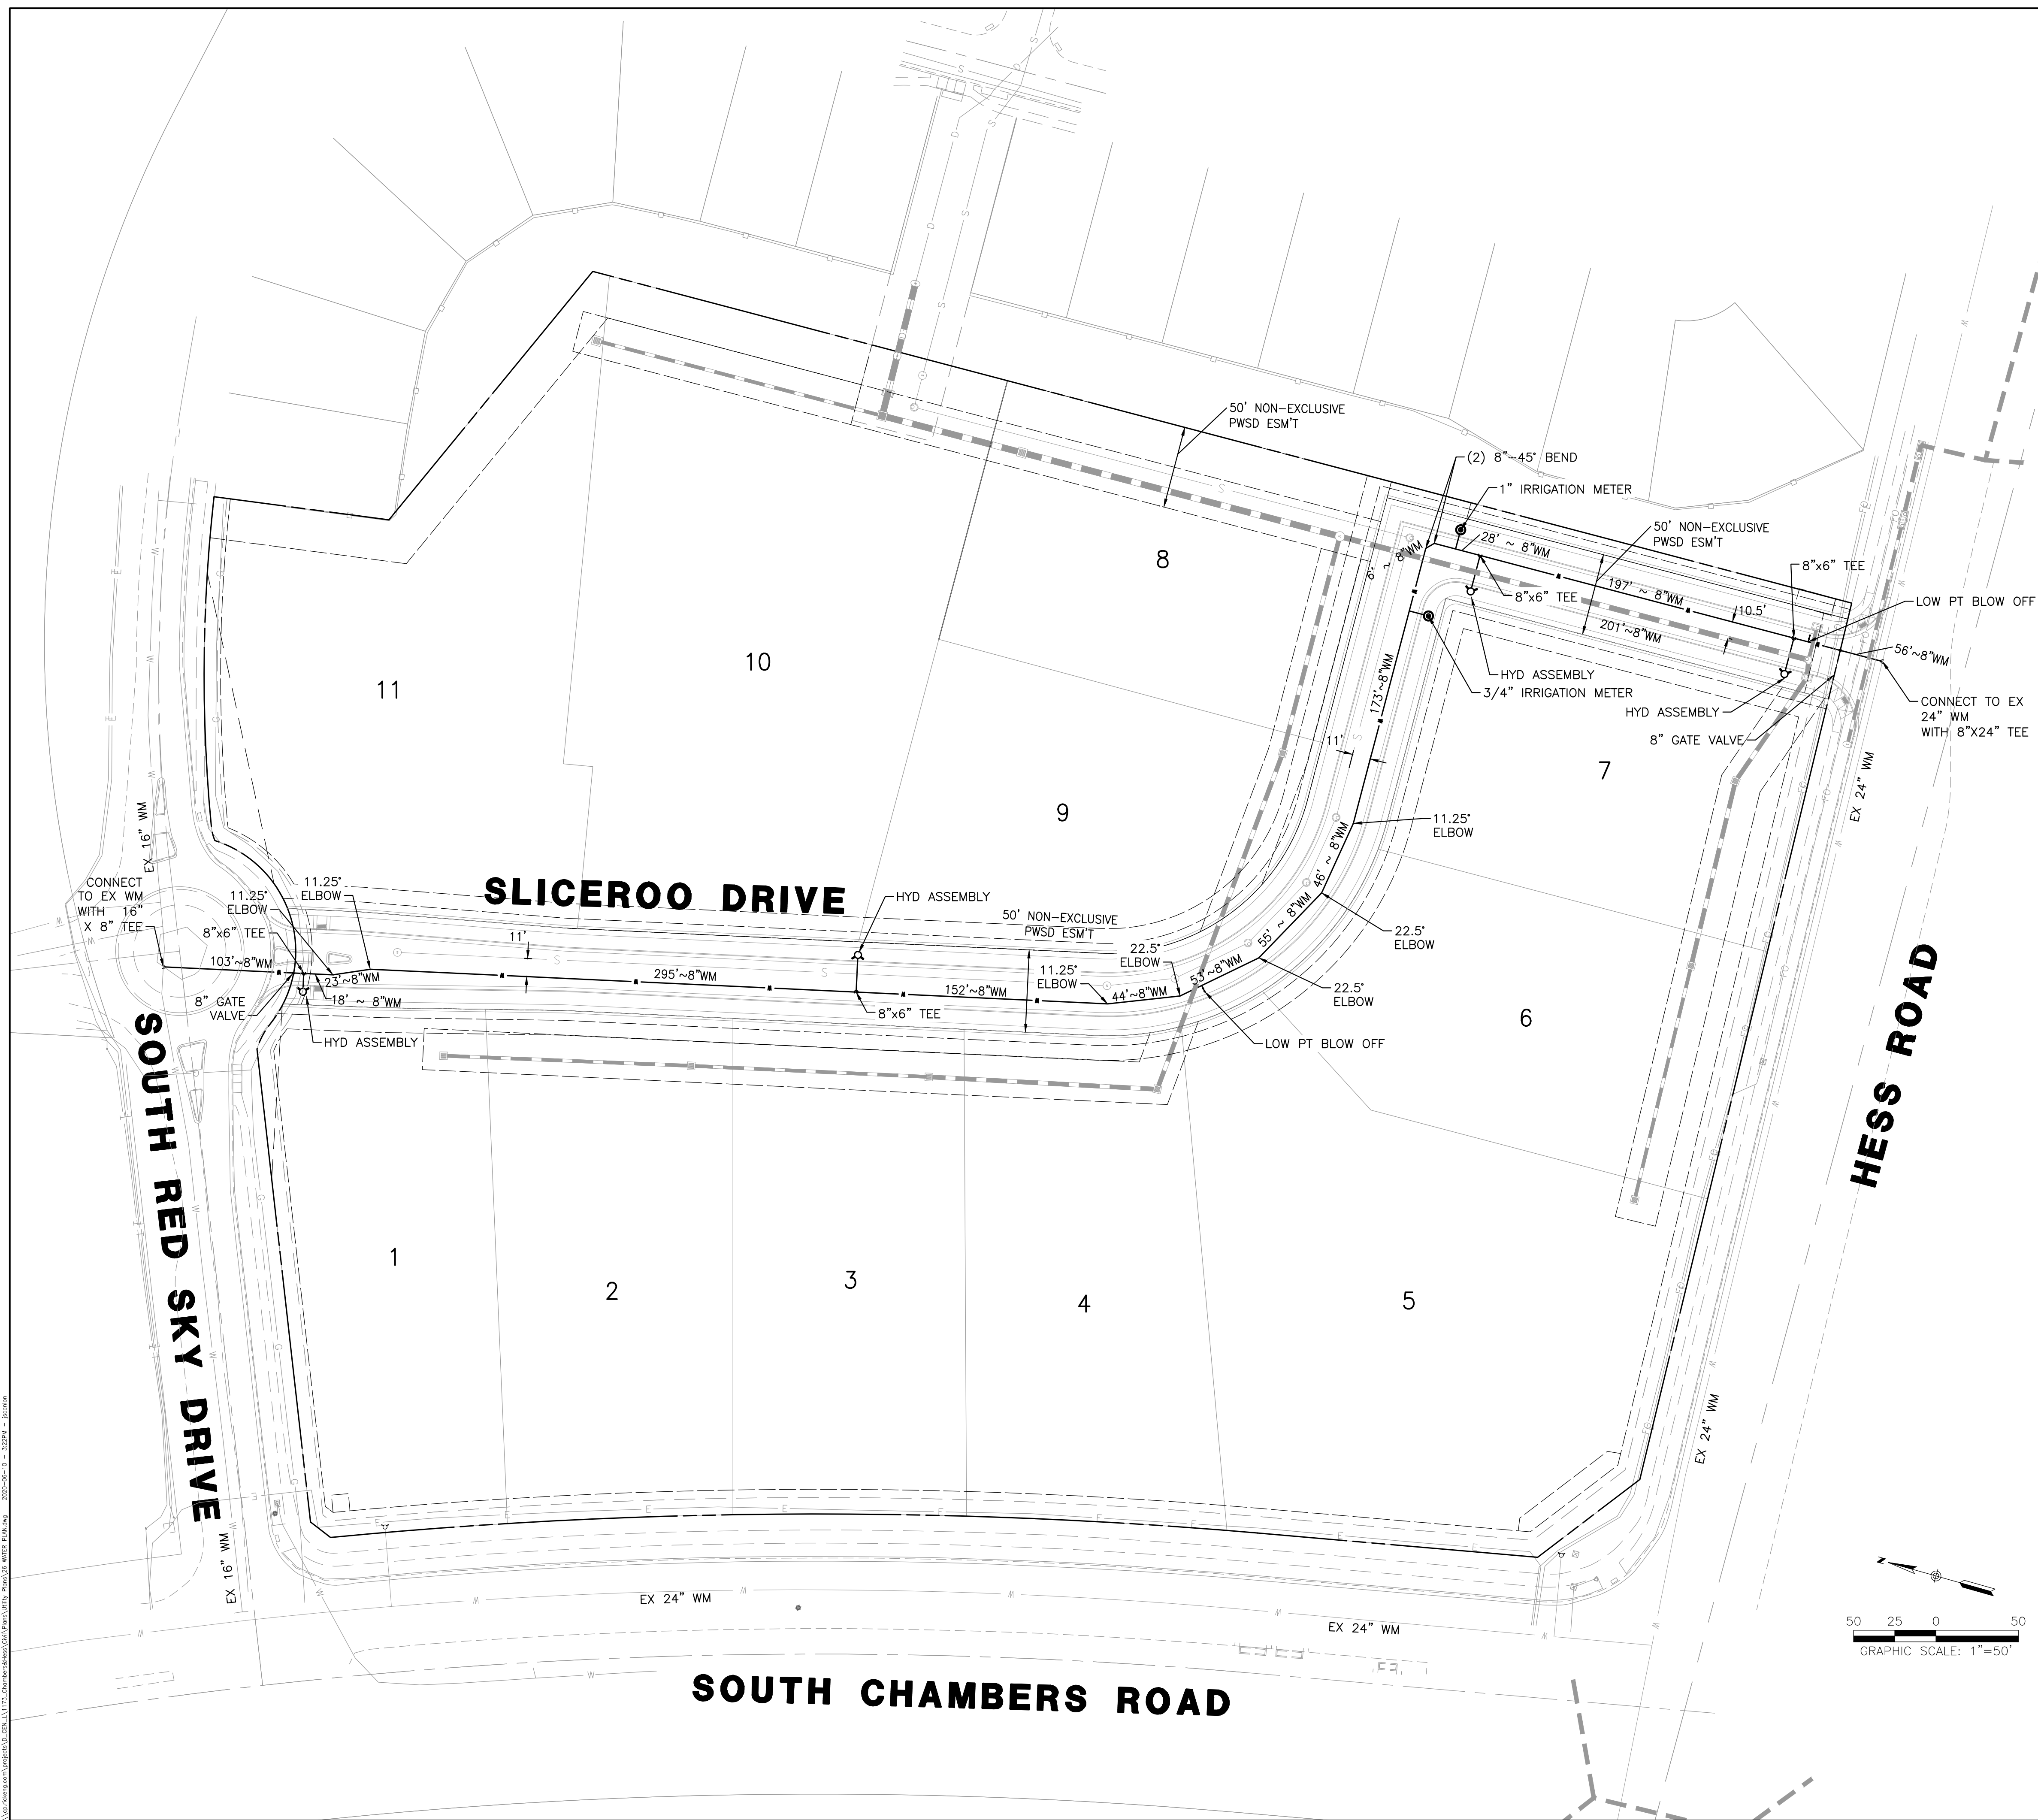 50' NON-EXCLUSIVE
PWSD ESM'T
(2) 8"-45° BEND
1" IRRIGATION METER
50' NON-EXCLUSIVE
PWSD ESM'T
28' ~ 8"WM
6' ~ 8"WM
8"x6" TEE
8"x6" TEE
197' ~ 8"WM
10.5'
LOW PT BLOW OFF
201'~8"WM
56'~8"WM
HYD ASSEMBLY
3/4" IRRIGATION METER
HYD ASSEMBLY
CONNECT TO EX
24" WM
WITH 8"X24" TEE
8" GATE VALVE
8
10
11
7
9
173'~8"WM
11'
EX 24" WM
11.25°
ELBOW
46' ~ 8"WM
EX 16" WM
CONNECT
TO EX WM
WITH 16"
X 8" TEE
11.25°
ELBOW
11.25°
ELBOW
SLICEROO DRIVE
HYD ASSEMBLY
50' NON-EXCLUSIVE
PWSD ESM'T
8"x6" TEE
11'
22.5°
ELBOW
55' ~ 8"WM
22.5°
ELBOW
103'~8"WM
23'~8"WM
295'~8"WM
11.25°
ELBOW
53'~8"WM
22.5°
ELBOW
8" GATE
VALVE
18' ~ 8"WM
152'~8"WM
44'~8"WM
8"x6" TEE
HYD ASSEMBLY
LOW PT BLOW OFF
6
SOUTH RED SKY DRIVE
HESS ROAD
1
2
3
4
5
EX 24" WM
EX 16" WM
EX 24" WM
EX 24" WM
SOUTH CHAMBERS ROAD
N
50 25 0 50
GRAPHIC SCALE: 1"=50'